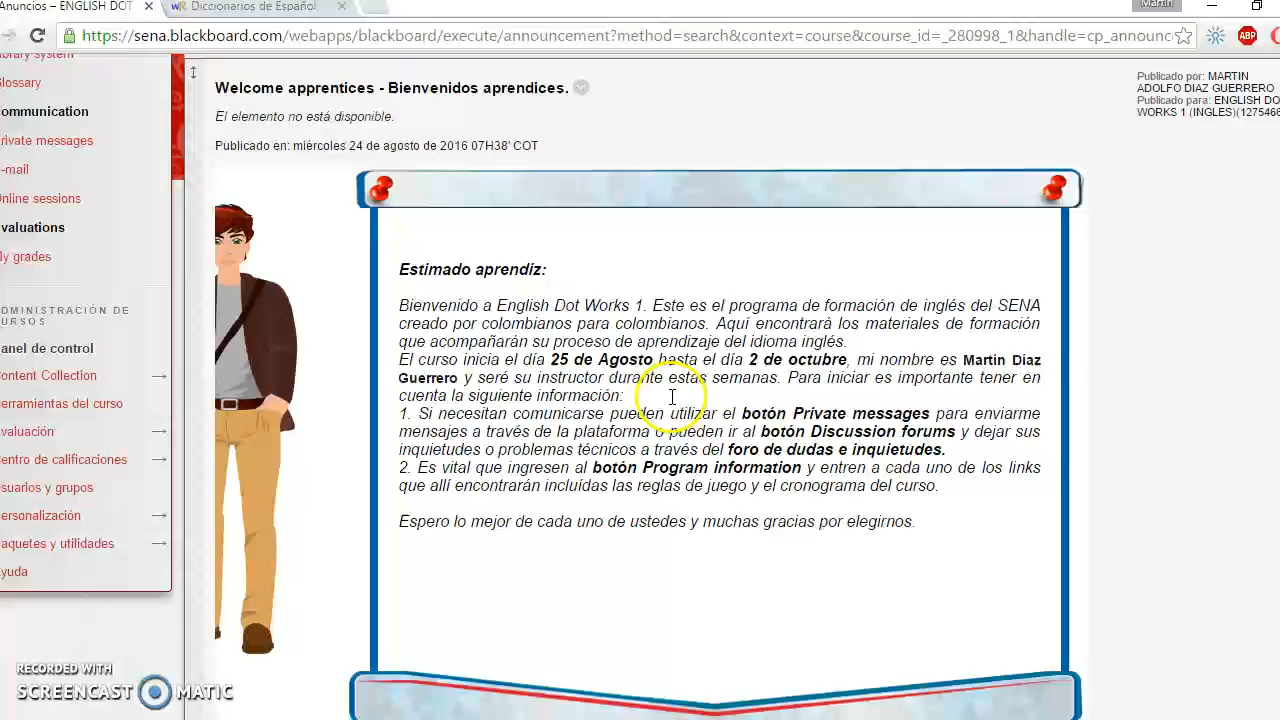 Anuncios – ENGLISH DOT
Diccionarios de Español
Martin
https://sena.blackboard.com/webapps/blackboard/execute/announcement?method=search&context=course&course_id=_280998_1&handle=cp_announc
ibrary system
Glossary
ommunication
rivate messages
-mail
nline sessions
valuations
y grades
DMINISTRACIÓN DE
URSOS
anel de control
ontent Collection
erramientas del curso
valuación
entro de calificaciones
suarios y grupos
ersonalización
aquetes y utilidades
yuda
Welcome apprentices - Bienvenidos aprendices.
El elemento no está disponible.
Publicado en: miércoles 24 de agosto de 2016 07H38' COT
Publicado por: MARTIN
ADOLFO DIAZ GUERRERO
Publicado para: ENGLISH DO
WORKS 1 (INGLES)(1275466
Estimado aprendiz:
Bienvenido a English Dot Works 1. Este es el programa de formación de inglés del SENA
creado por colombianos para colombianos. Aquí encontrará los materiales de formación
que acompañarán su proceso de aprendizaje del idioma inglés.
El curso inicia el día 25 de Agosto hasta el día 2 de octubre, mi nombre es Martin Díaz
Guerrero y seré su instructor durante estas semanas. Para iniciar es importante tener en
cuenta la siguiente información:
1. Si necesitan comunicarse pueden utilizar el botón Private messages para enviarme
mensajes a través de la plataforma o pueden ir al botón Discussion forums y dejar sus
inquietudes o problemas técnicos a través del foro de dudas e inquietudes.
2. Es vital que ingresen al botón Program information y entren a cada uno de los links
que allí encontrarán incluídas las reglas de juego y el cronograma del curso.
Espero lo mejor de cada uno de ustedes y muchas gracias por elegirnos.
RECORDED WITH
SCREENCAST MATIC
ABP